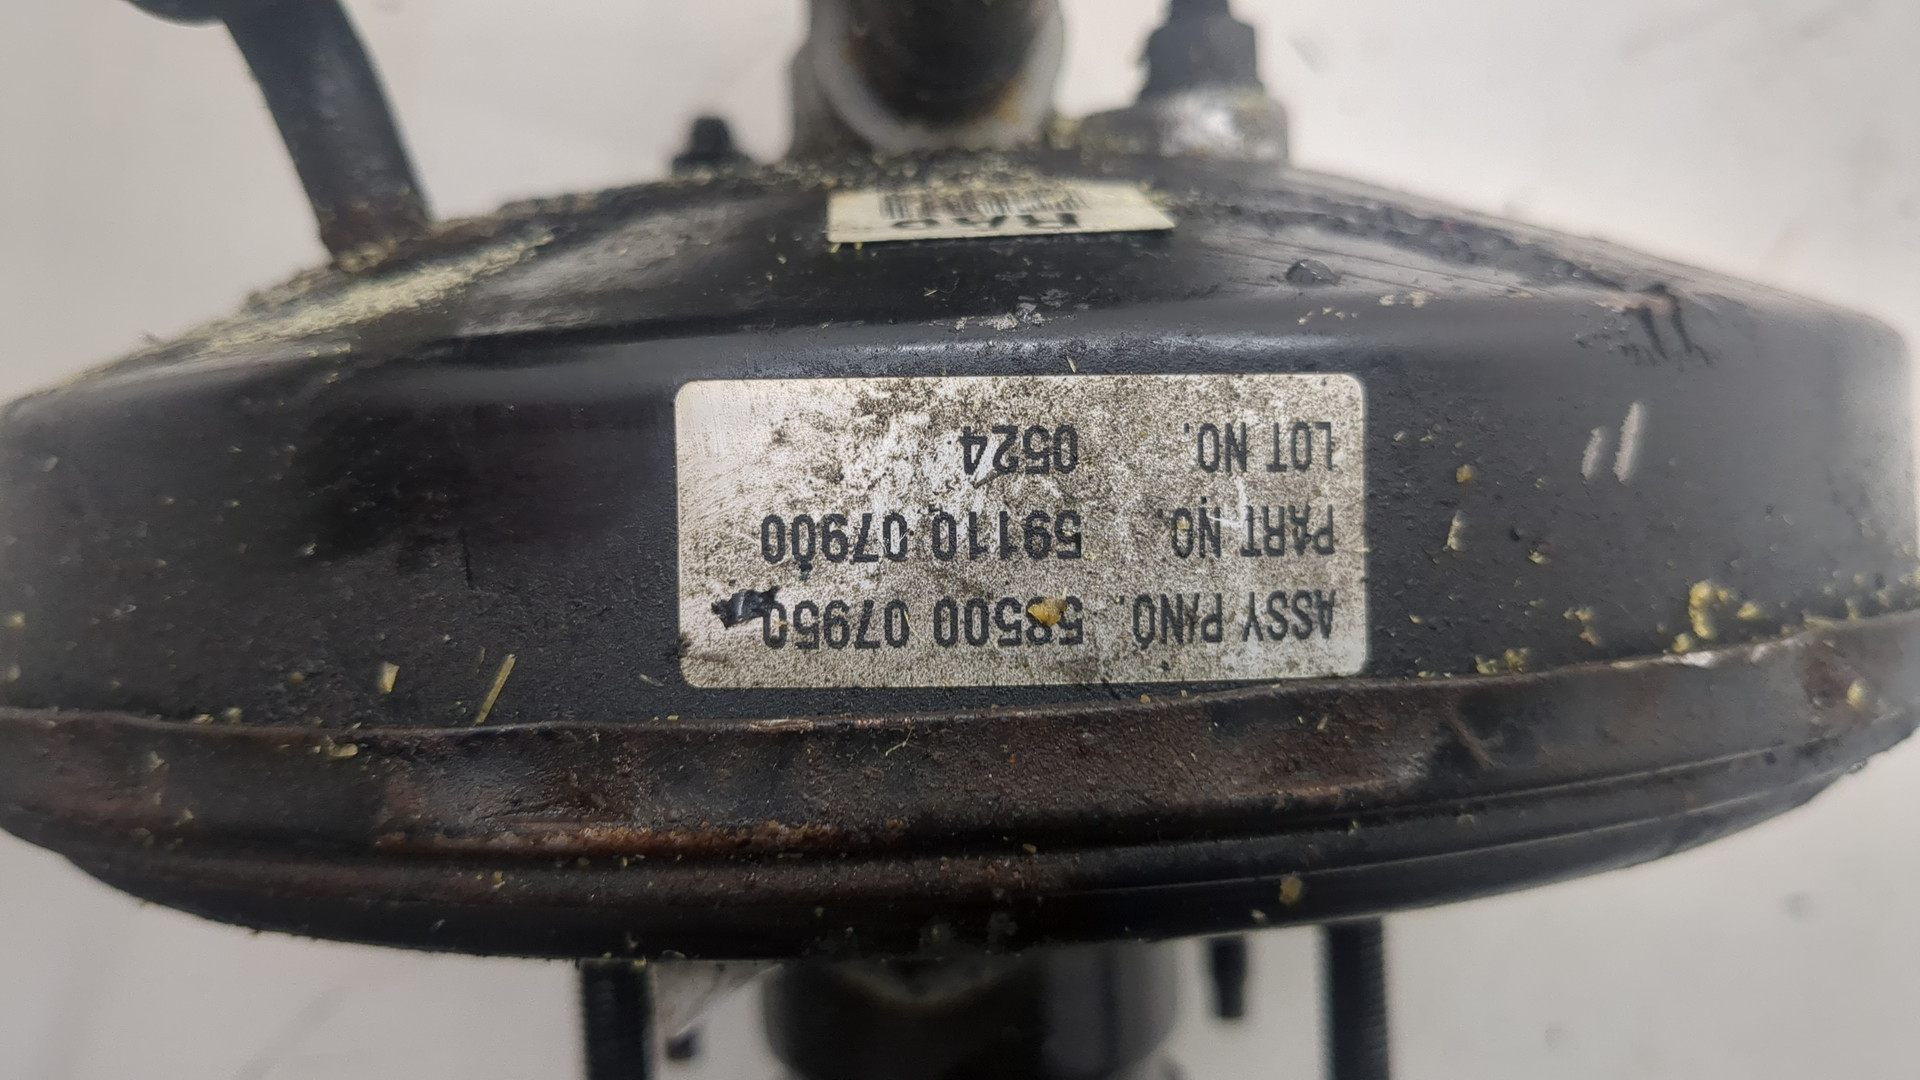 ASSY P/NO. 58500 07950
PART NO. 59110 07900
LOT NO. 0524